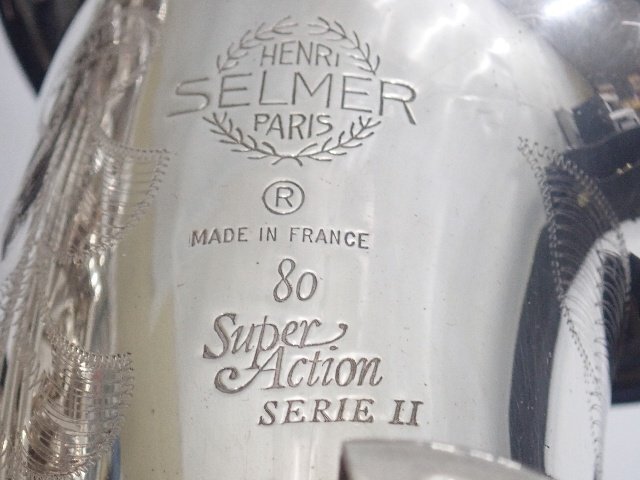 HENRI
SELMER
PARIS
®
MADE IN FRANCE
80
Super
Action
SERIE II